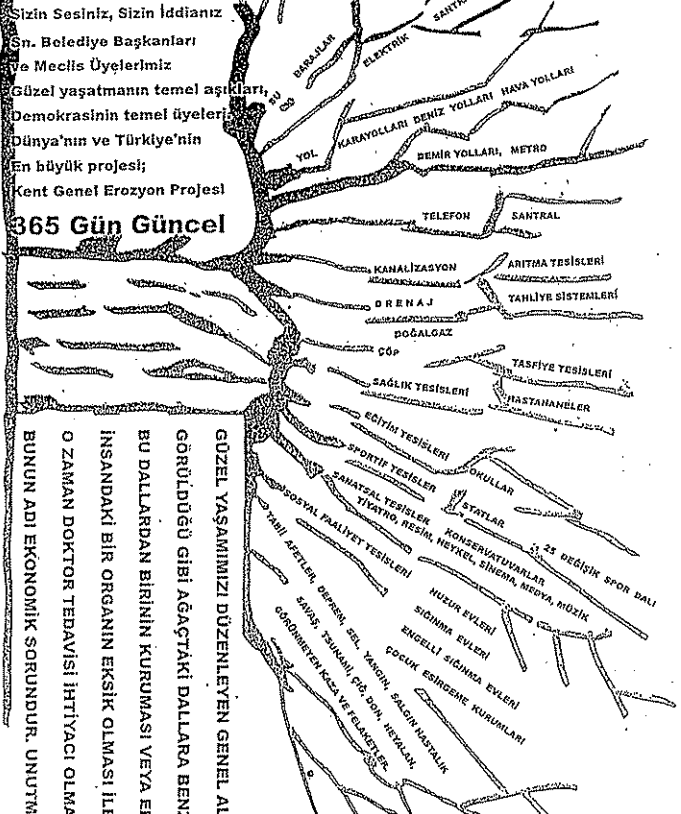 Sizin Sesiniz, Sizin İddianız
Sn. Belediye Başkanları
ve Meclis Üyelerimiz
Güzel yaşatmanın temel aşıkları,
Demokrasinin temel üyeleri,
Dünya'nın ve Türkiye'nin
En büyük projesi;
Kent Genel Erozyon Projesi
365 Gün Güncel
SU
BARAJLAR
ELEKTRİK
YOL
KARAYOLLARI DENİZ YOLLARI HAVA YOLLARI
DEMİR YOLLARI, METRO
TELEFON
SANTRAL
KANALİZASYON
ARITMA TESİSLERİ
DRENAJ
TAHLİYE SİSTEMLERİ
DOĞALGAZ
ÇÖP
TASFİYE TESİSLERİ
SAĞLIK TESİSLERİ
HASTAHANELER
EĞİTİM TESİSLERİ
OKULLAR
SPORTİF TESİSLER
STATLAR
25 DEĞİŞİK SPOR DALI
SANATSAL TESİSLER
KONSERVATUVARLAR
TİYATRO, RESİM, HEYKEL, SİNEMA, MEDYA, MÜZİK
SOSYAL FAALİYET TESİSLERİ
HUZUR EVLERİ
SIĞINMA EVLERİ
ENGELLİ SIĞINMA EVLERİ
ÇOCUK ESİRGEME KURUMLARI
TABİİ AFETLER, DEPREM, SEL, YANGIN, SALGIN HASTALIK
SAVAŞ, TSUNAMİ, ÇIĞ, DON, HEYALAN,
GÖRÜNMEYEN KAZA VE FELAKETLER
GÜZEL YAŞAMIMIZI DÜZENLEYEN GENEL
GÖRÜLDÜĞÜ GİBİ AĞAÇTAKİ DALLARA
BU DALLARDAN BİRİNİN KURUMASI VEYA
İNSANDAKİ BİR ORGANIN EKSİK OLMASI
O ZAMAN DOKTOR TEDAVİSİ İHTİYACI
BUNUN ADI EKONOMİK SORUNDUR.